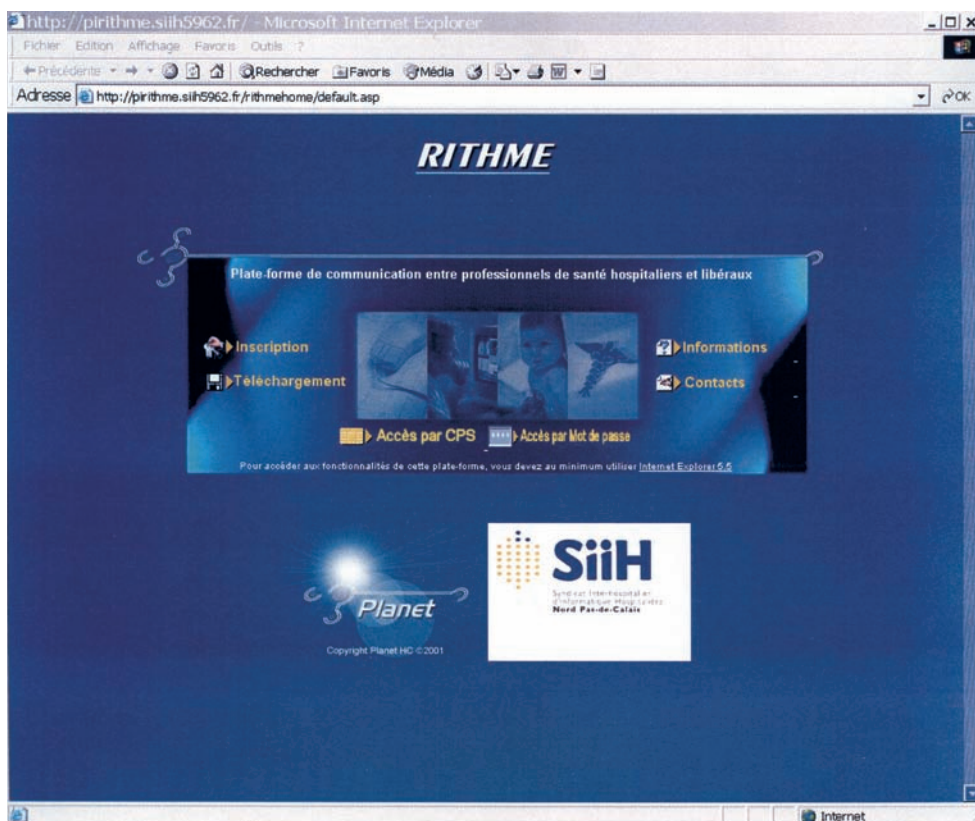 http://pirithme.siih5962.fr/ - Microsoft Internet Explorer
Fichier Edition Affichage Favoris Outils ?
Précédente Rechercher Favoris Média
Adresse http://pirithme.siih5962.fr/rithmehome/default.asp OK
RITHME
Plate-forme de communication entre professionnels de santé hospitaliers et libéraux
Inscription
Informations
Téléchargement
Contacts
Accès par CPS Accès par Mot de passe
Pour accéder aux fonctionnalités de cette plate-forme, vous devez au minimum utiliser Internet Explorer 5.5
SiiH
Syndicat Interhospitalier
d'Informatique Hospitalière
Nord Pas-de-Calais
Planet
Copyright Planet HC ©2001
Internet